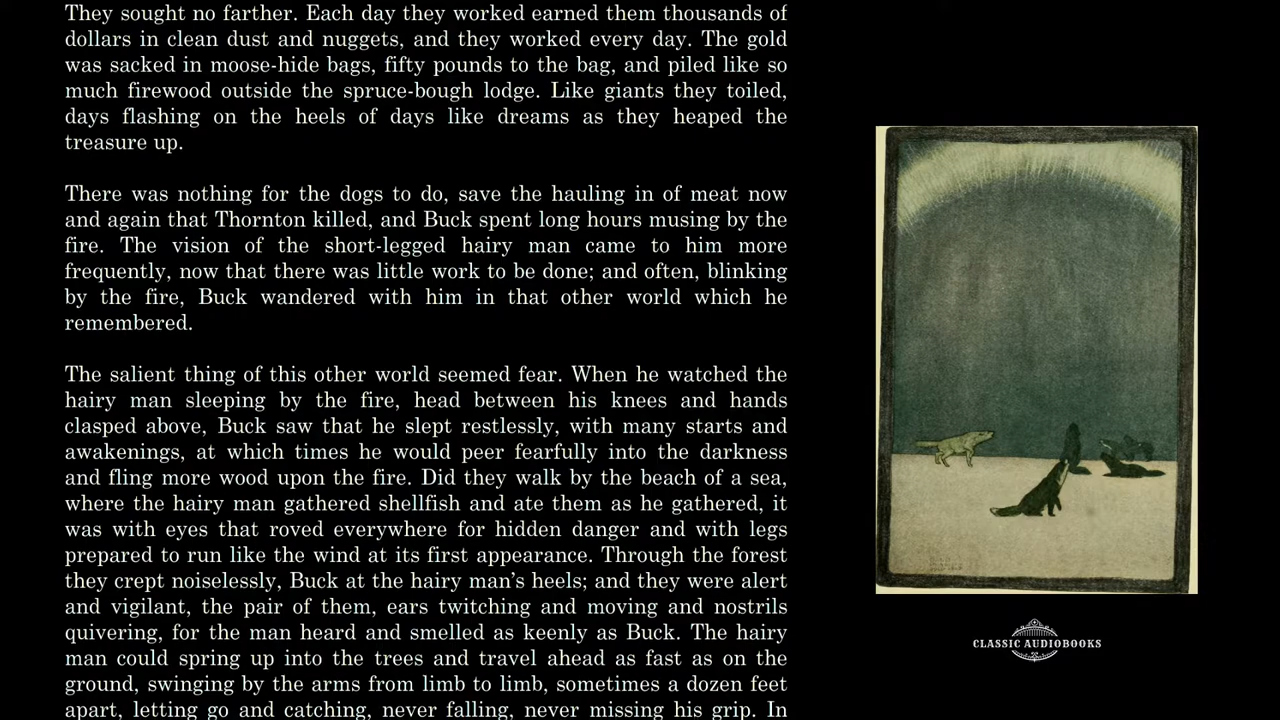 They sought no farther. Each day they worked earned them thousands of
dollars in clean dust and nuggets, and they worked every day. The gold
was sacked in moose-hide bags, fifty pounds to the bag, and piled like so
much firewood outside the spruce-bough lodge. Like giants they toiled,
days flashing on the heels of days like dreams as they heaped the
treasure up.
There was nothing for the dogs to do, save the hauling in of meat now
and again that Thornton killed, and Buck spent long hours musing by the
fire. The vision of the short-legged hairy man came to him more
frequently, now that there was little work to be done; and often, blinking
by the fire, Buck wandered with him in that other world which he
remembered.
The salient thing of this other world seemed fear. When he watched the
hairy man sleeping by the fire, head between his knees and hands
clasped above, Buck saw that he slept restlessly, with many starts and
awakenings, at which times he would peer fearfully into the darkness
and fling more wood upon the fire. Did they walk by the beach of a sea,
where the hairy man gathered shellfish and ate them as he gathered, it
was with eyes that roved everywhere for hidden danger and with legs
prepared to run like the wind at its first appearance. Through the forest
they crept noiselessly, Buck at the hairy man's heels; and they were alert
and vigilant, the pair of them, ears twitching and moving and nostrils
quivering, for the man heard and smelled as keenly as Buck. The hairy
man could spring up into the trees and travel ahead as fast as on the
ground, swinging by the arms from limb to limb, sometimes a dozen feet
apart, letting go and catching, never falling, never missing his grip. In
CLASSIC AUDIOBOOKS